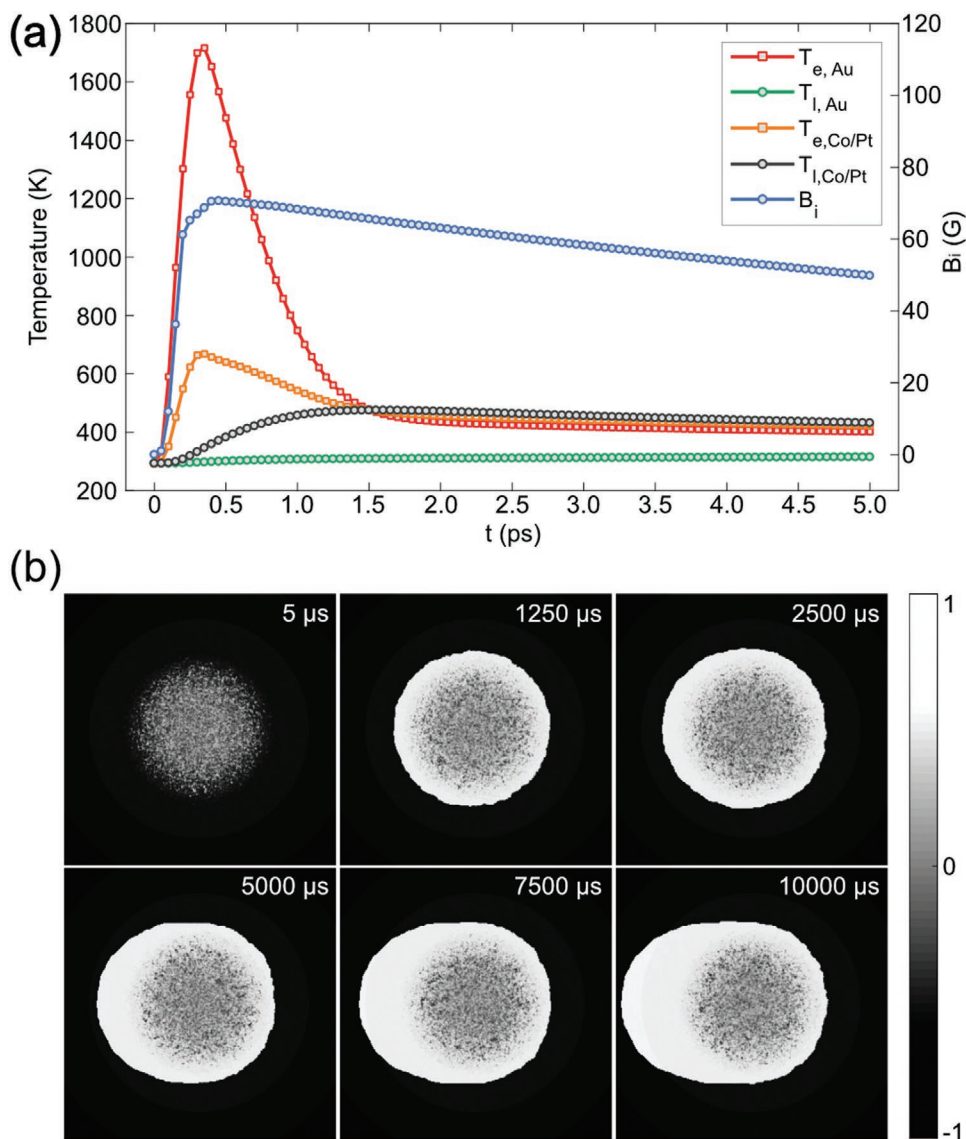 (a)
1800
1600
1400
1200
1000
800
600
400
200
Temperature (K)
120
100
80
60
40
20
0
Bi (G)
Te, Au
Tl, Au
Te,Co/Pt
Tl,Co/Pt
Bi
0 0.5 1.0 1.5 2.0 2.5 3.0 3.5 4.0 4.5 5.0
t (ps)
(b)
5 µs 1250 µs 2500 µs
5000 µs 7500 µs 10000 µs
1
0
-1